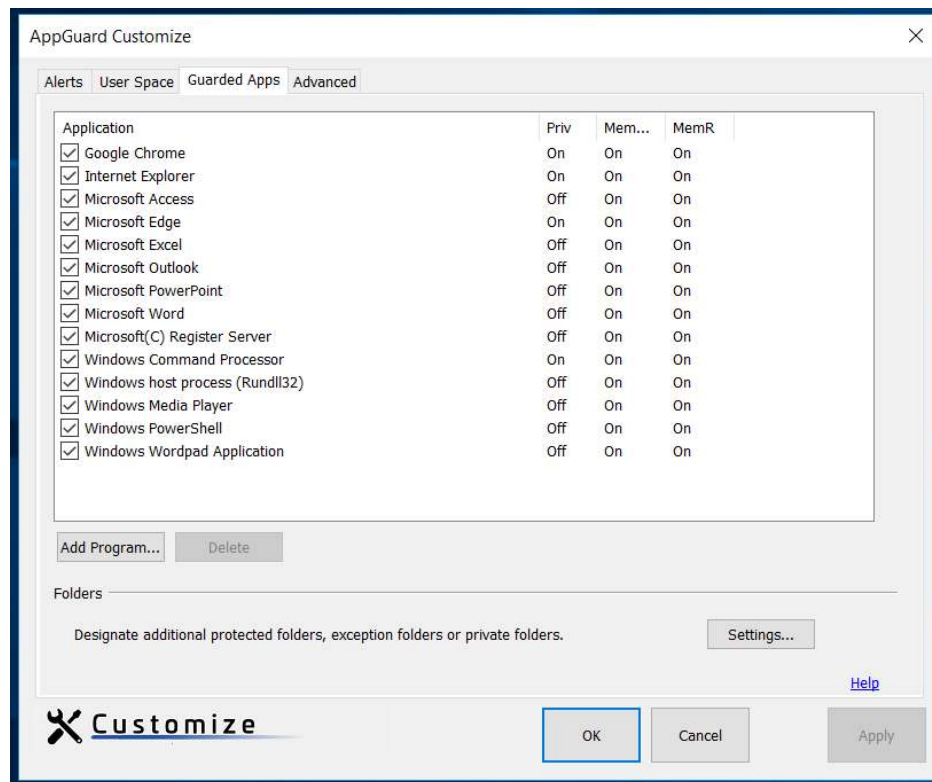 AppGuard Customize
Alerts User Space Guarded Apps Advanced
Application Priv Mem... MemR
Google Chrome On On On
Internet Explorer On On On
Microsoft Access Off On On
Microsoft Edge On On On
Microsoft Excel Off On On
Microsoft Outlook Off On On
Microsoft PowerPoint Off On On
Microsoft Word Off On On
Microsoft(C) Register Server Off On On
Windows Command Processor On On On
Windows host process (Rundll32) Off On On
Windows Media Player Off On On
Windows PowerShell Off On On
Windows Wordpad Application Off On On
Add Program... Delete
Folders
Designate additional protected folders, exception folders or private folders. Settings...
Help
Customize OK Cancel Apply